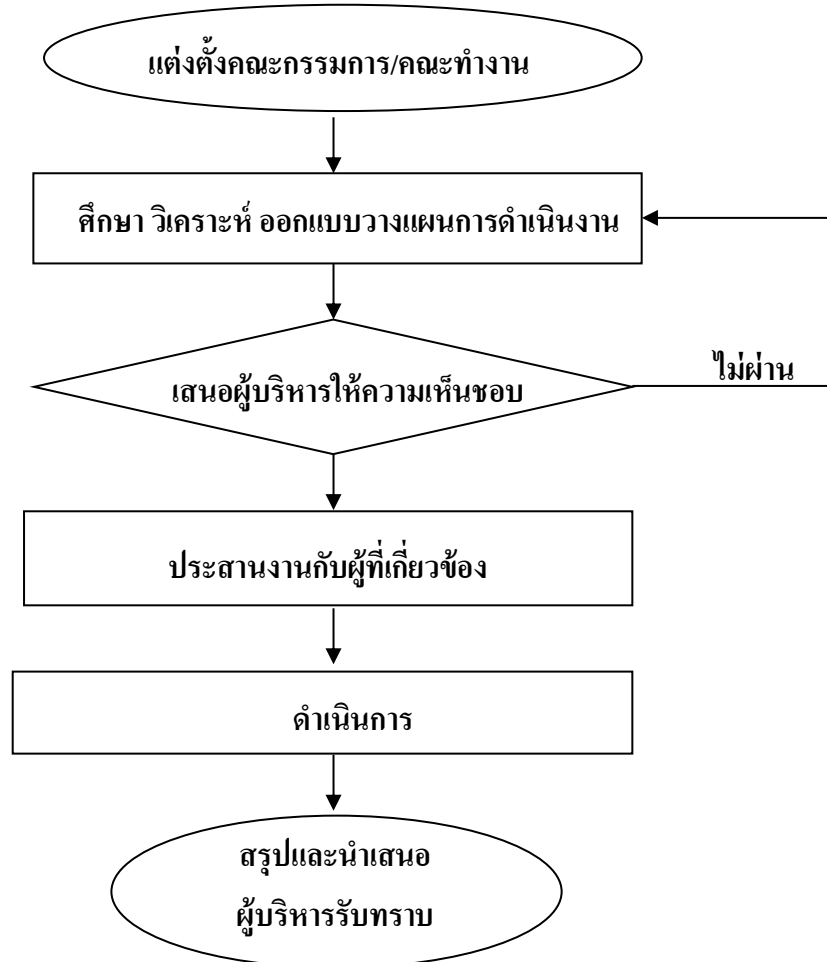 แต่งตั้งคณะกรรมการ/คณะทำงาน
ศึกษา วิเคราะห์ ออกแบบวางแผนการดำเนินงาน
ไม่ผ่าน
เสนอผู้บริหารให้ความเห็นชอบ
ประสานงานกับผู้ที่เกี่ยวข้อง
ดำเนินการ
สรุปและนำเสนอ
ผู้บริหารรับทราบ